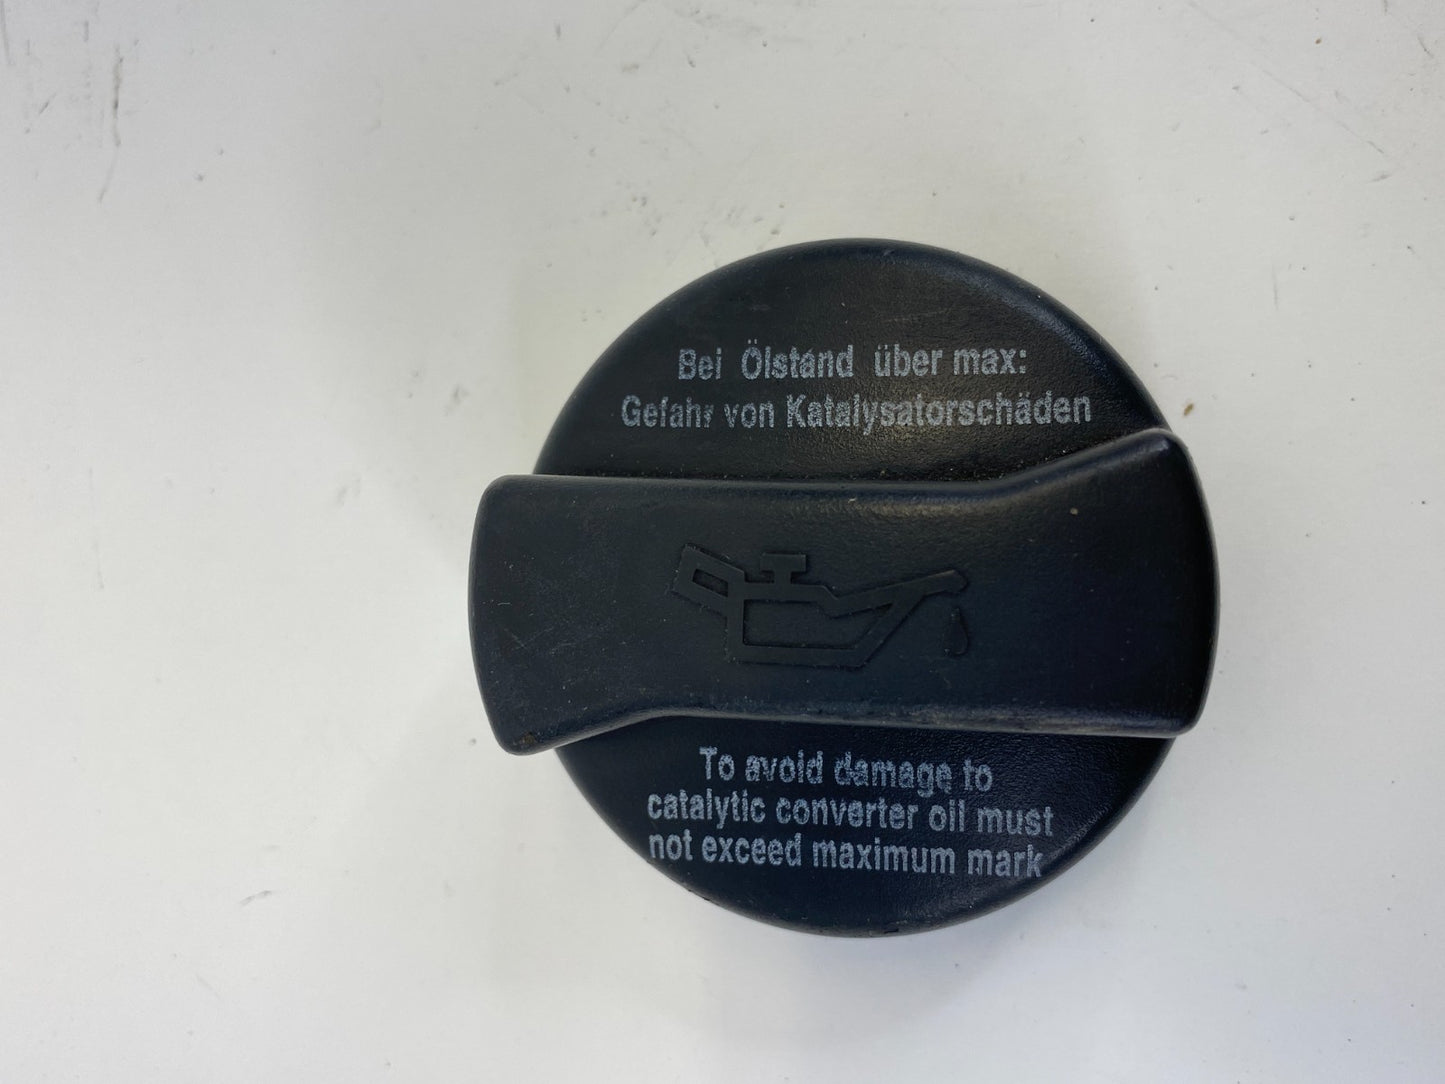 Bei Ölstand über max:
Gefahr von Katalysatorschäden
To avoid damage to
catalytic converter oil must
not exceed maximum mark